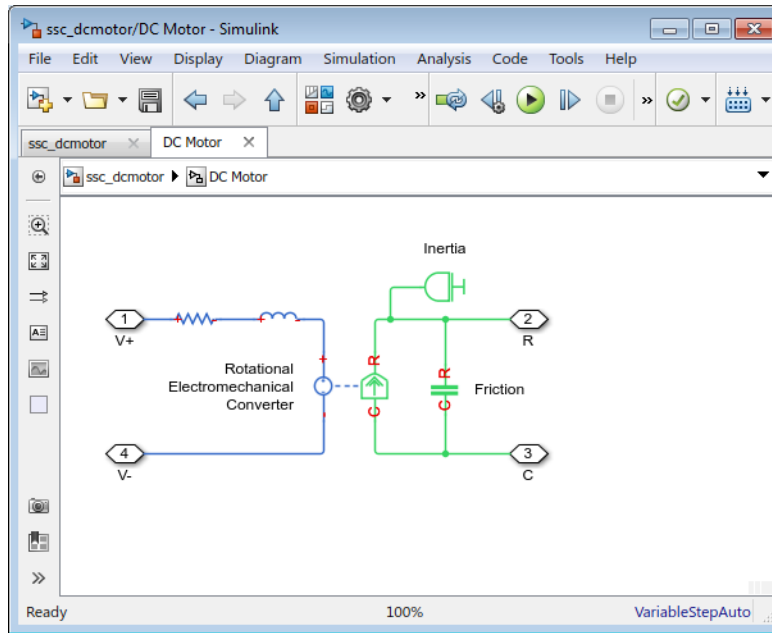 ssc_dcmotor/DC Motor - Simulink
File Edit View Display Diagram Simulation Analysis Code Tools Help
» »
ssc_dcmotor DC Motor
ssc_dcmotor DC Motor
Inertia
1
V+
+ - + -
2
R
+
R
R
Rotational
Electromechanical
Converter
Friction
-
C
C
4
V-
3
C
A
»
Ready 100% VariableStepAuto